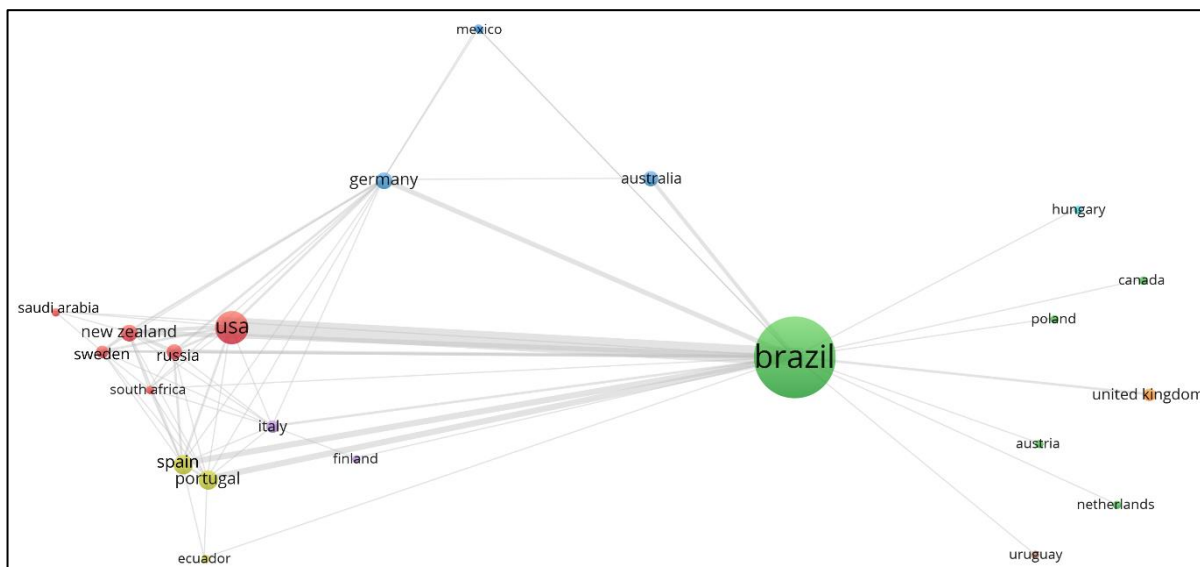 mexico
germany
australia
hungary
canada
saudi arabia
poland
new zealand
usa
sweden
russia
brazil
south africa
united kingdom
italy
austria
spain
finland
portugal
netherlands
ecuador
uruguay